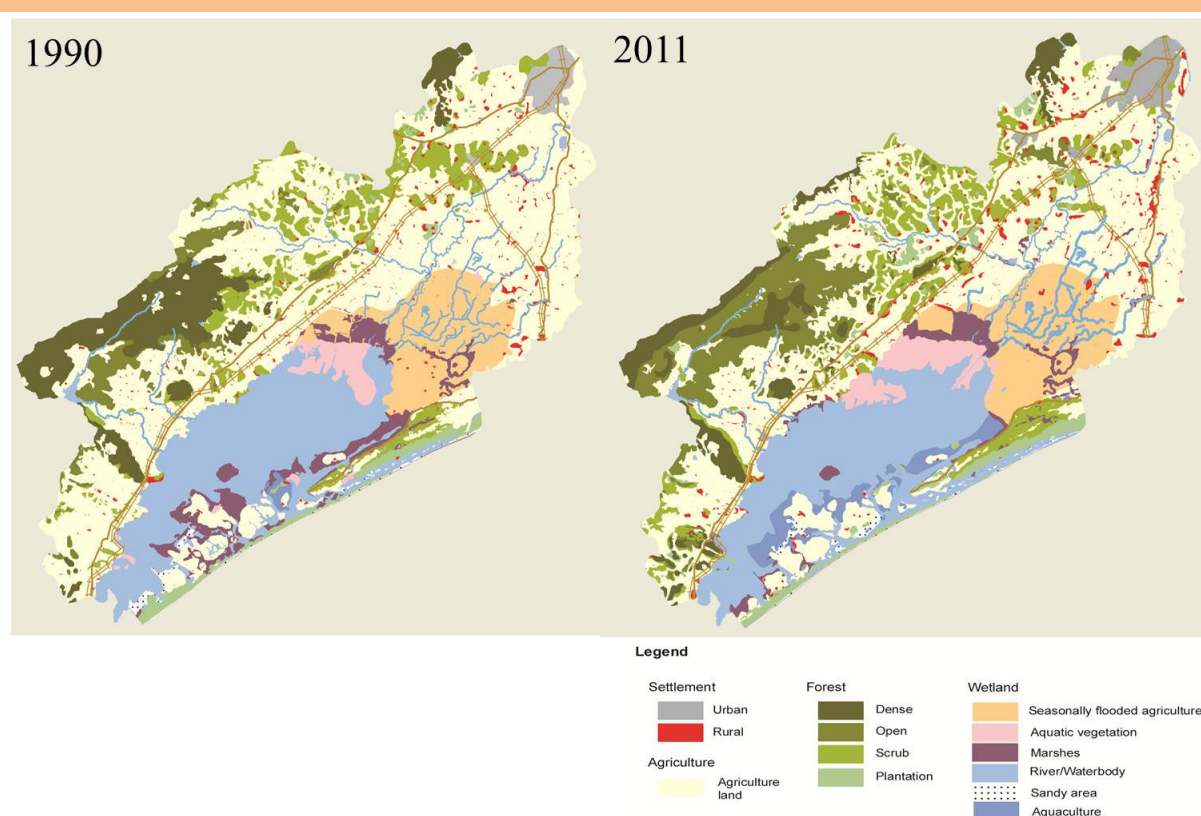 1990
2011
Legend
Settlement
Urban
Rural
Agriculture
Agriculture
land
Forest
Dense
Open
Scrub
Plantation
Wetland
Seasonally flooded agriculture
Aquatic vegetation
Marshes
River/Waterbody
Sandy area
Aquaculture